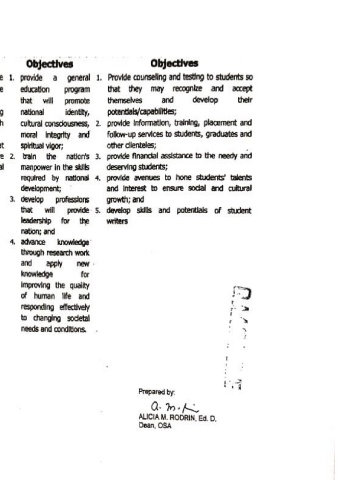 Objectives
1. provide a general
education program
that will promote
national identity,
cultural consciousness,
moral integrity and
spiritual vigor;
2. train the nation's
manpower in the skills
required by national
development;
3. develop professions
that will provide
leadership for the
nation; and
4. advance knowledge
through research work
and apply new
knowledge for
improving the quality
of human life and
responding effectively
to changing societal
needs and conditions.
Objectives
1. Provide counseling and testing to students so
that they may recognize and accept
themselves and develop their
potentials/capabilities;
2. provide information, training, placement and
follow-up services to students, graduates and
other clienteles;
3. provide financial assistance to the needy and
deserving students;
4. provide avenues to hone students' talents
and interest to ensure social and cultural
growth; and
5. develop skills and potentials of student
writers
Prepared by:
ALICIA M. RODRIN, Ed. D.
Dean, OSA